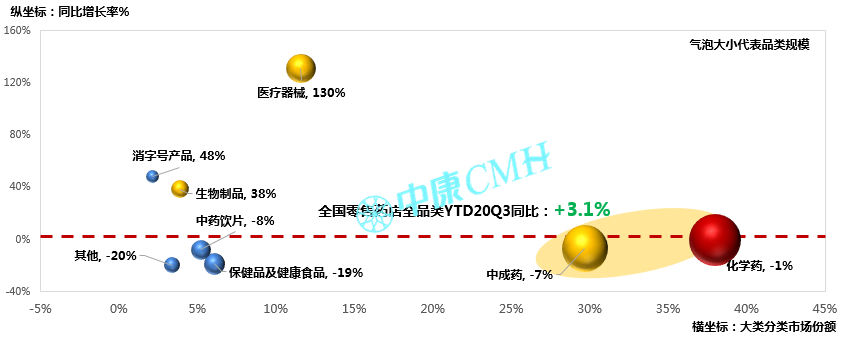 纵坐标：同比增长率%
气泡大小代表品类规模
160%
120%
80%
40%
0%
-40%
医疗器械, 130%
消字号产品, 48%
生物制品, 38%
中药饮片, -8%
其他, -20%
保健品及健康食品, -19%
中康CMH
全国零售药店全品类YTD20Q3同比：+3.1%
中成药, -7%
化学药, -1%
-5%
0%
5%
10%
15%
20%
25%
30%
35%
40%
45%
横坐标：大类分类市场份额